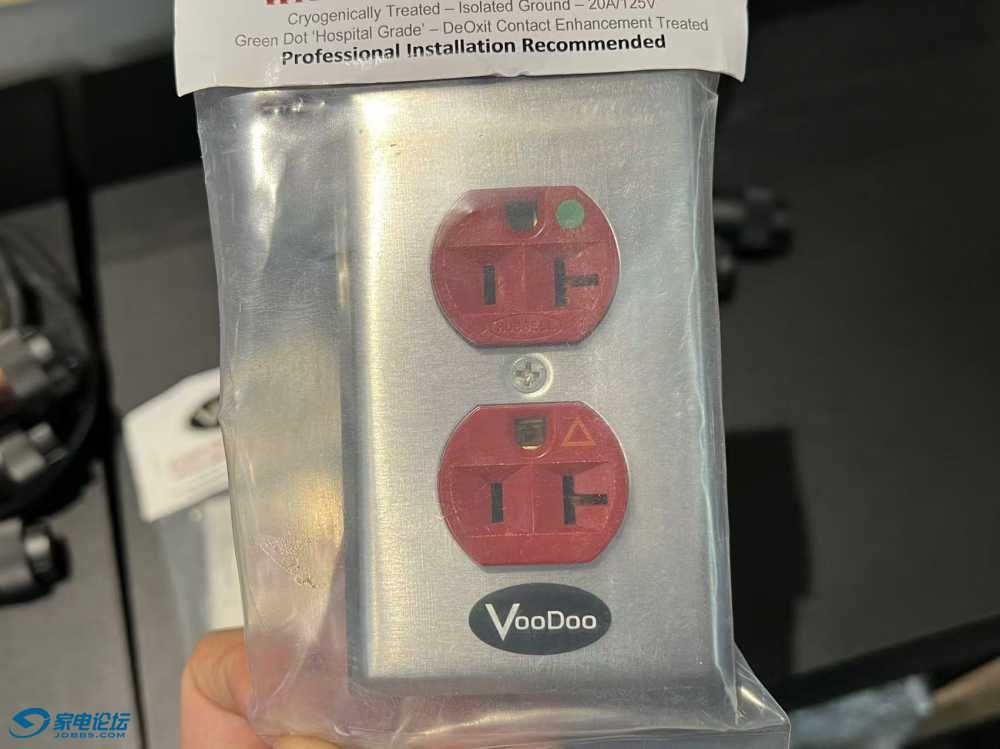 Cryogenically Treated – Isolated Ground – 20A/125V
Green Dot 'Hospital Grade' – DeOxit Contact Enhancement Treated
Professional Installation Recommended
VooDoo
家电论坛
JDBBS.COM